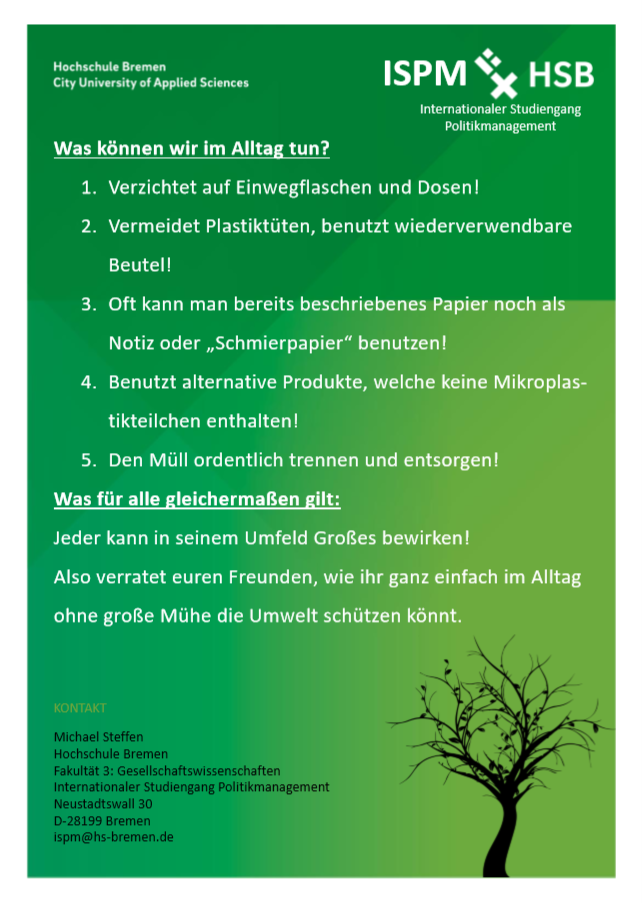 Hochschule Bremen
City University of Applied Sciences
ISPM HSB
Internationaler Studiengang
Politikmanagement
Was können wir im Alltag tun?
1. Verzichtet auf Einwegflaschen und Dosen!
2. Vermeidet Plastiktüten, benutzt wiederverwendbare
Beutel!
3. Oft kann man bereits beschriebenes Papier noch als
Notiz oder „Schmierpapier“ benutzen!
4. Benutzt alternative Produkte, welche keine Mikroplas-
tikteilchen enthalten!
5. Den Müll ordentlich trennen und entsorgen!
Was für alle gleichermaßen gilt:
Jeder kann in seinem Umfeld Großes bewirken!
Also verratet euren Freunden, wie ihr ganz einfach im Alltag
ohne große Mühe die Umwelt schützen könnt.
KONTAKT
Michael Steffen
Hochschule Bremen
Fakultät 3: Gesellschaftswissenschaften
Internationaler Studiengang Politikmanagement
Neustadtswall 30
D-28199 Bremen
ispm@hs-bremen.de